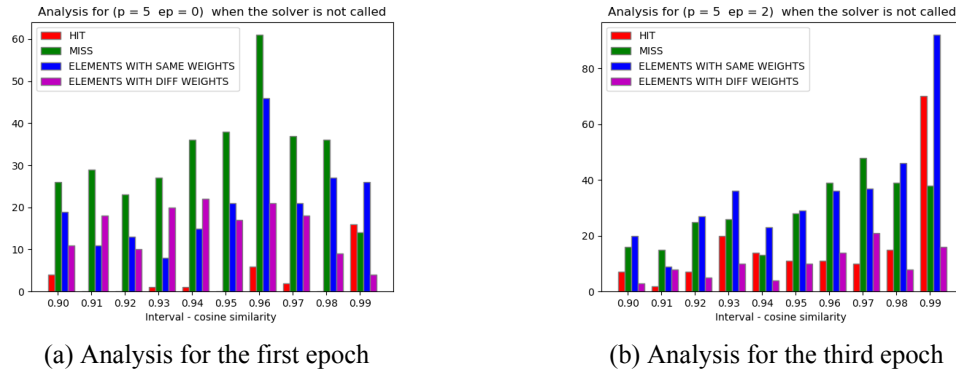 Analysis for (p = 5 ep = 0) when the solver is not called
HIT
MISS
ELEMENTS WITH SAME WEIGHTS
ELEMENTS WITH DIFF WEIGHTS
60
50
40
30
20
10
0
0.90 0.91 0.92 0.93 0.94 0.95 0.96 0.97 0.98 0.99
Interval - cosine similarity
(a) Analysis for the first epoch
Analysis for (p = 5 ep = 2) when the solver is not called
HIT
MISS
ELEMENTS WITH SAME WEIGHTS
ELEMENTS WITH DIFF WEIGHTS
80
60
40
20
0
0.90 0.91 0.92 0.93 0.94 0.95 0.96 0.97 0.98 0.99
Interval - cosine similarity
(b) Analysis for the third epoch